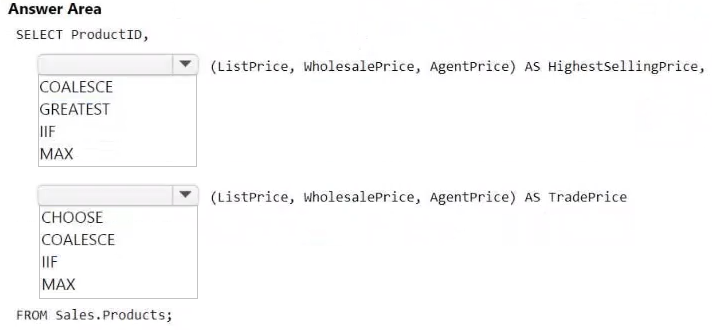 Answer Area
SELECT ProductID,
(ListPrice, WholesalePrice, AgentPrice) AS HighestSellingPrice,
COALESCE
GREATEST
IIF
MAX
(ListPrice, WholesalePrice, AgentPrice) AS TradePrice
CHOOSE
COALESCE
IIF
MAX
FROM Sales.Products;